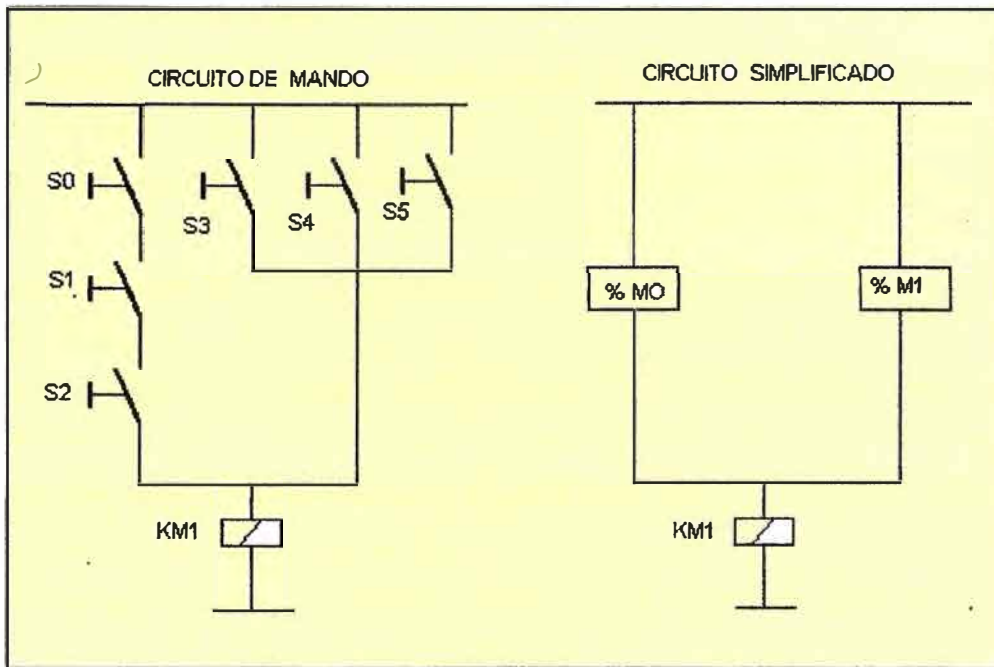 CIRCUITO DE MANDO
S0
S1
S2
S3
S4
S5
KM1
CIRCUITO SIMPLIFICADO
% MO
% M1
KM1